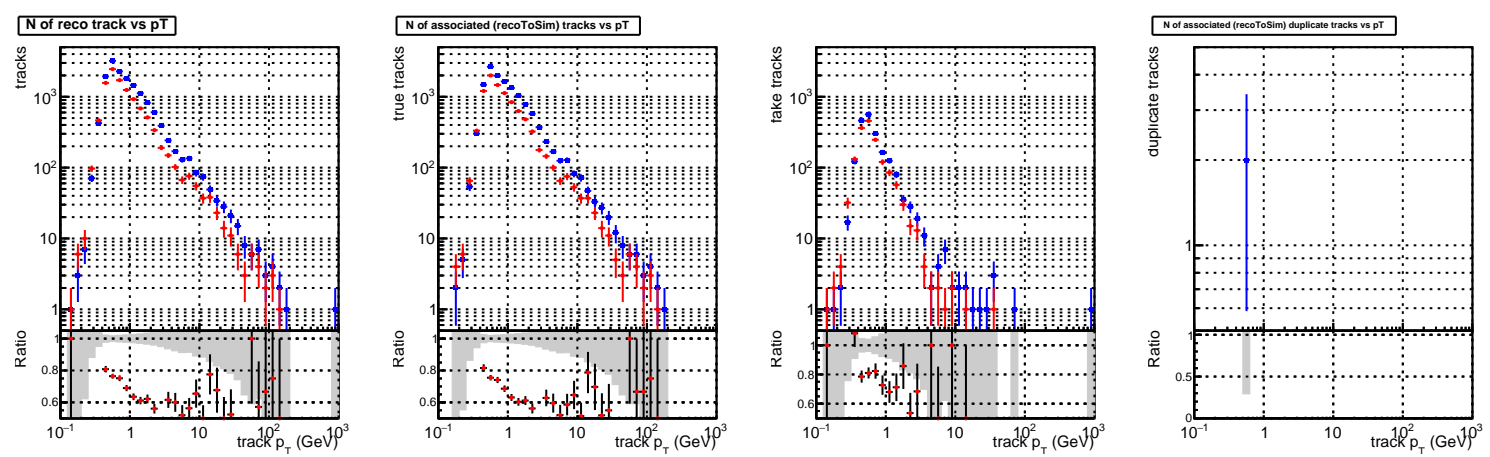 N of reco track vs pT
tracks
10³
10²
10
1
Ratio
1
0.8
0.6
10⁻¹ 1 10 10² 10³
track p_T (GeV)
N of associated (recoToSim) tracks vs pT
true tracks
10³
10²
10
1
Ratio
1
0.8
0.6
10⁻¹ 1 10 10² 10³
track p_T (GeV)
fake tracks
10³
10²
10
1
Ratio
1
0.8
0.6
10⁻¹ 1 10 10² 10³
track p_T (GeV)
N of associated (recoToSim) duplicate tracks vs pT
duplicate tracks
1
Ratio
1
0.5
0
10⁻¹ 1 10 10² 10³
track p_T (GeV)